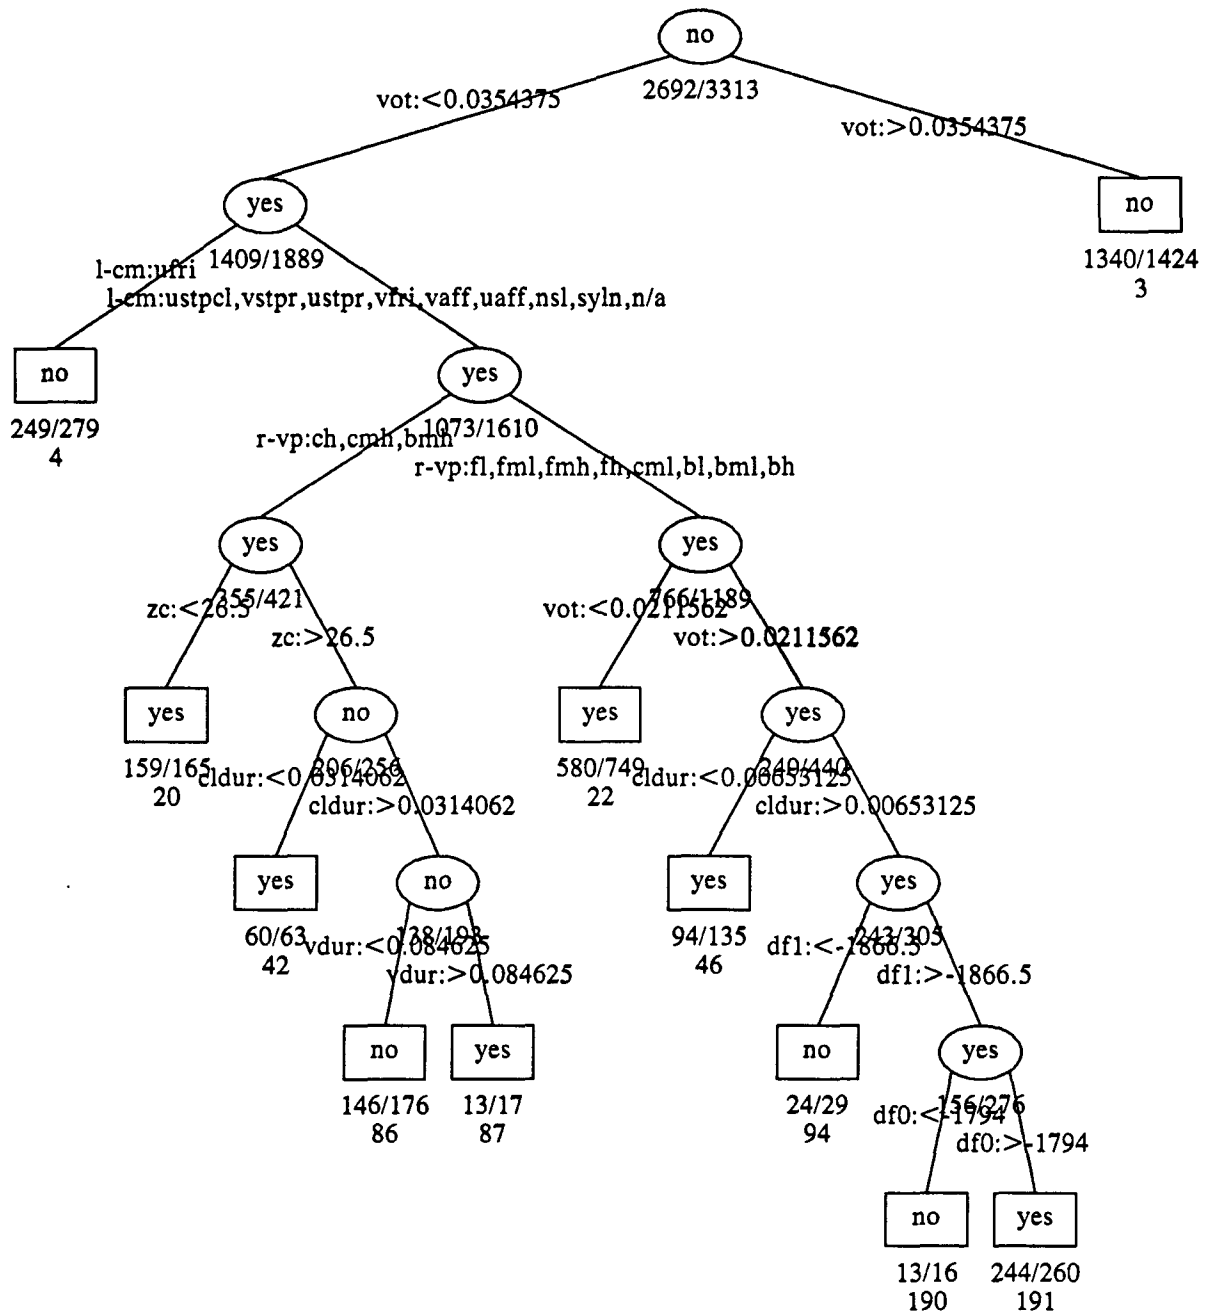 no
2692/3313
vot:<0.0354375
vot:>0.0354375
yes
1409/1889
no
1340/1424
3
l-cm:ufri
l-cm:ustpcl,vstpr,ustpr,vfri,vaff,uaff,nsl,syln,n/a
no
249/279
4
yes
1073/1610
r-vp:ch,cmh,bmh
r-vp:fl,fml,fmh,fh,cml,bl,bml,bh
yes
355/421
yes
766/1189
zc:<26.5
zc:>26.5
vot:<0.0211562
vot:>0.0211562
yes
159/165
20
no
206/256
yes
580/749
22
yes
240/440
cldur:<0.0314062
cldur:>0.0314062
cldur:<0.00653125
cldur:>0.00653125
yes
60/63
42
no
138/193
yes
94/135
46
yes
243/305
vdur:<0.084625
vdur:>0.084625
df1:<-1866.5
df1:>-1866.5
no
146/176
86
yes
13/17
87
no
24/29
94
yes
156/276
df0:<-1794
df0:>-1794
no
13/16
190
yes
244/260
191